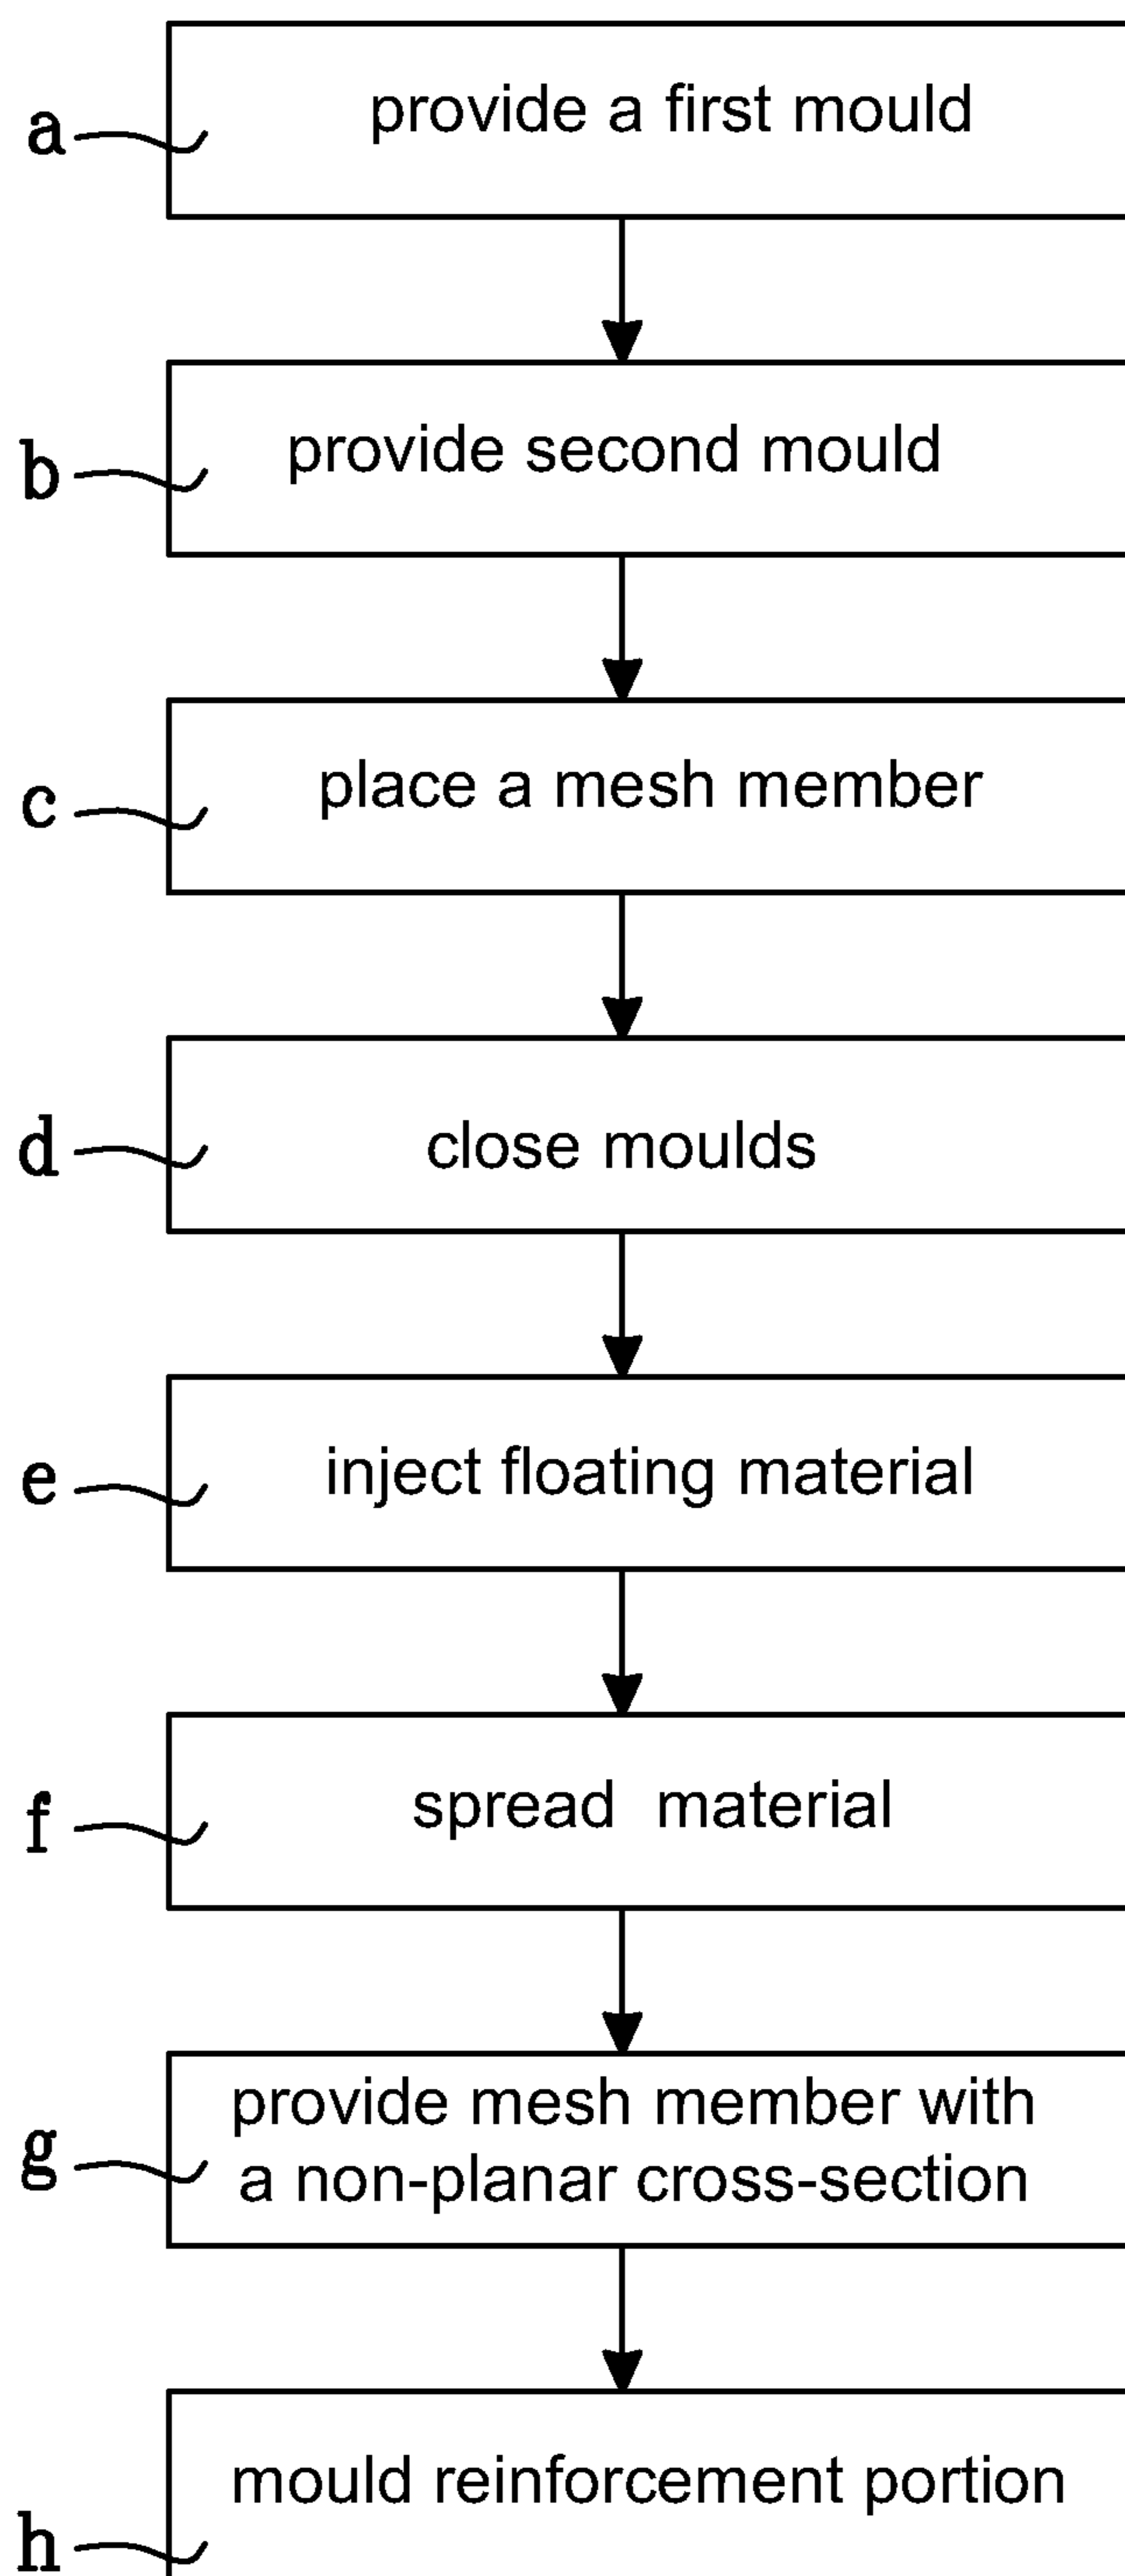 a provide a first mould
b provide second mould
c place a mesh member
d close moulds
e inject floating material
f spread material
g provide mesh member with
a non-planar cross-section
h mould reinforcement portion